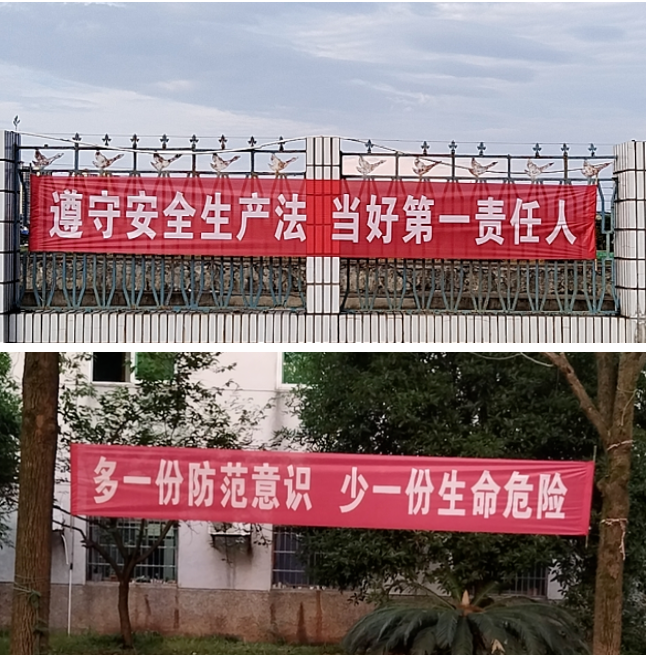 遵守安全生产法 当好第一责任人
多一份防范意识 少一份生命危险